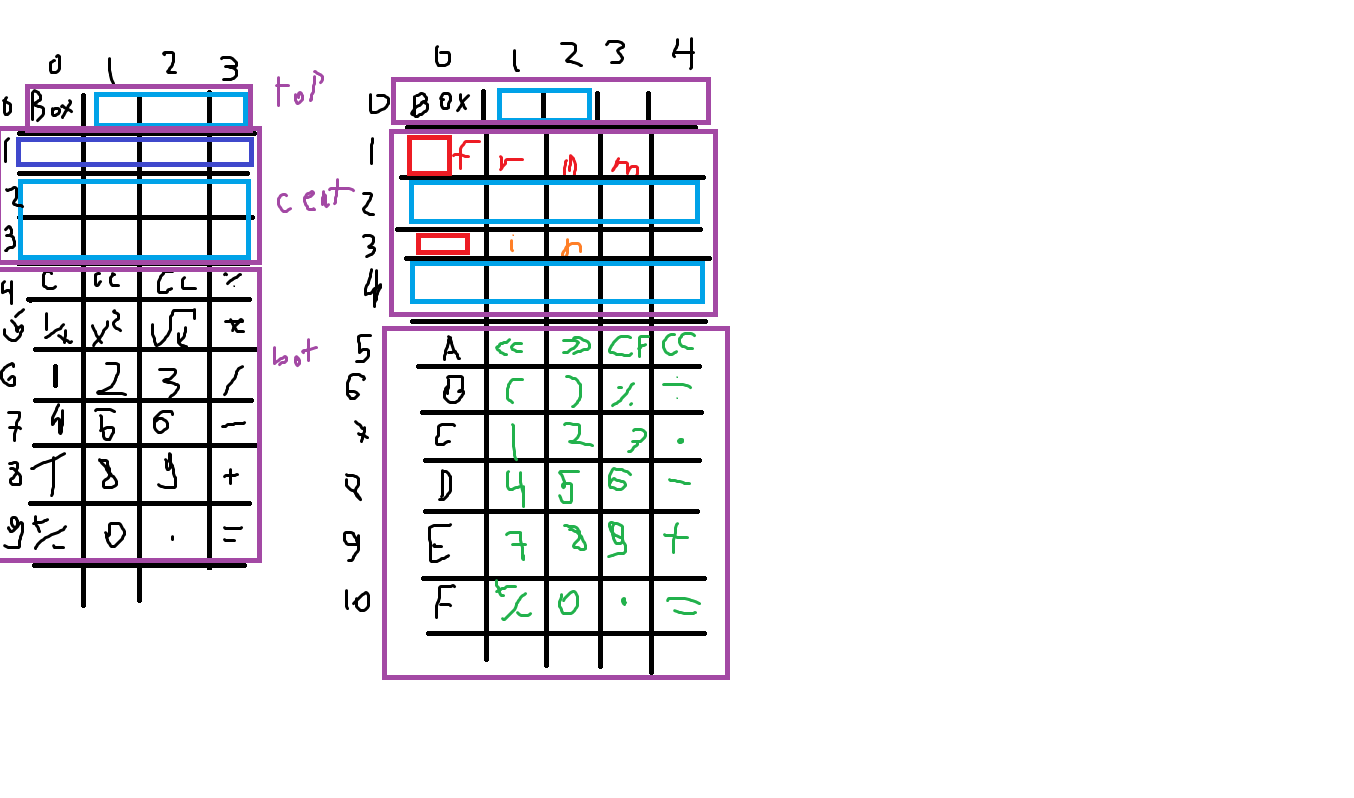 0 1 2 3
0 Box
top
1
2
cent
3
4 C CC CL %
5 1/x x² √x ×
bot
6 1 2 3 /
7 4 5 6 -
8 7 8 9 +
9 +/- 0 . =
0 1 2 3 4
0 BOX
1 F r o m
2
3 i n
4
5 A << >> CF CC
6 B ( ) % ÷
7 C 1 2 3 .
8 D 4 5 6 -
9 E 7 8 9 +
10 F +/- 0 . =